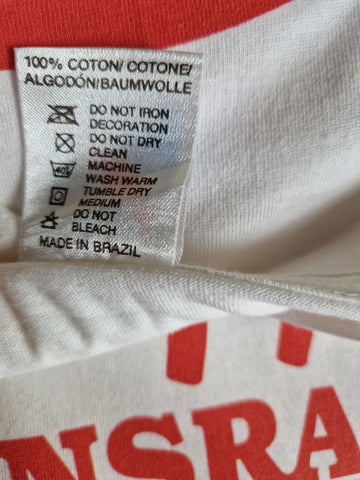 100% COTON/ COTONE/
ALGODÓN/BAUMWOLLE
DO NOT IRON
DECORATION
DO NOT DRY
CLEAN
40°
MACHINE
WASH WARM
TUMBLE DRY
MEDIUM
DO NOT
BLEACH
MADE IN BRAZIL
NSRA